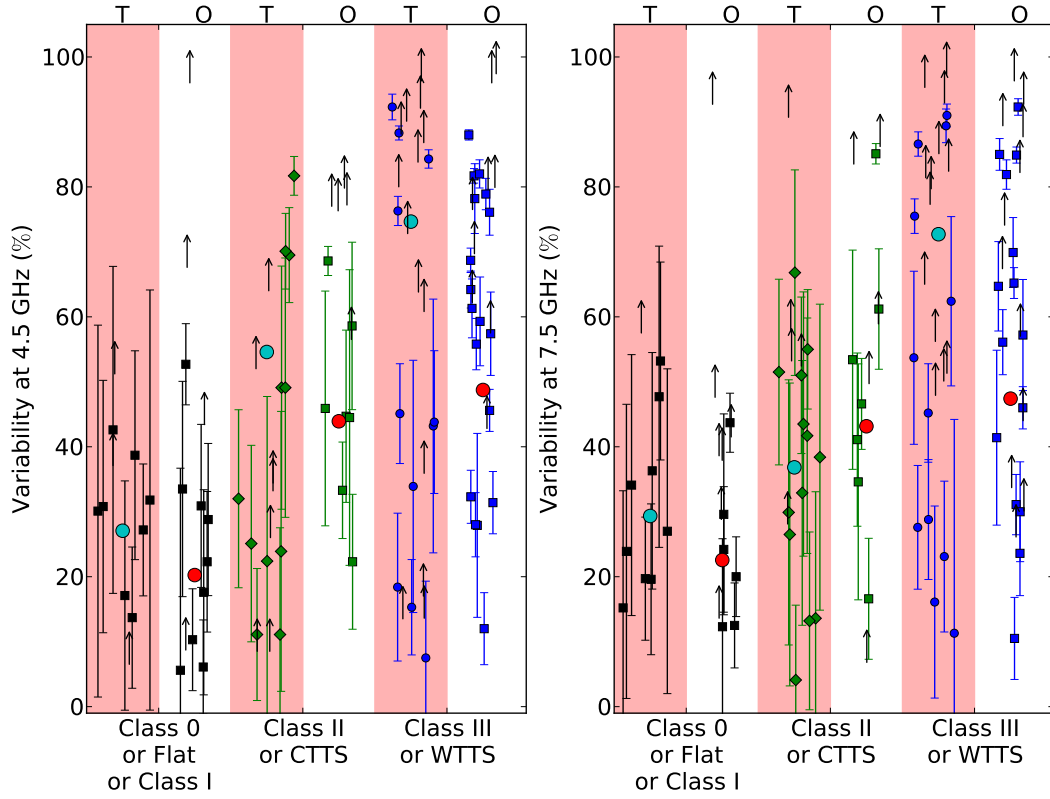 T O T O T O
Variability at 4.5 GHz (%)
100
80
60
40
20
0
Class 0
or Flat
or Class I
Class II
or CTTS
Class III
or WTTS
T O T O T O
Variability at 7.5 GHz (%)
100
80
60
40
20
0
Class 0
or Flat
or Class I
Class II
or CTTS
Class III
or WTTS